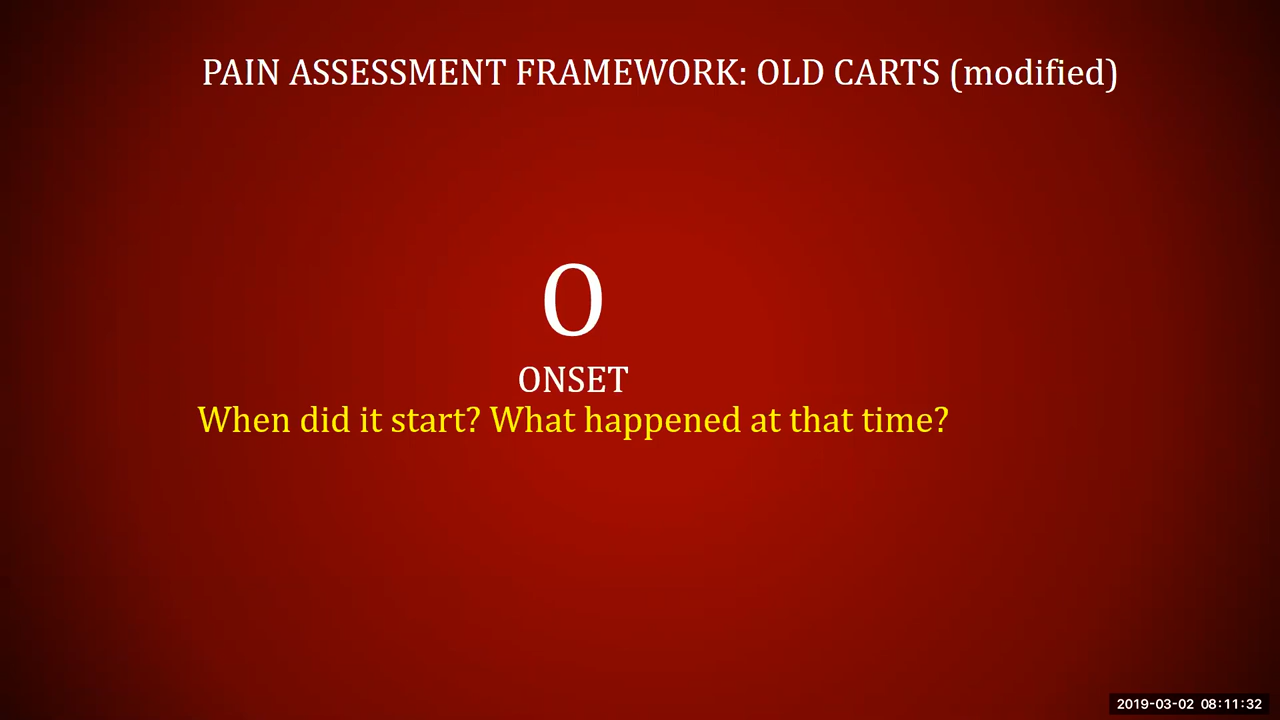 PAIN ASSESSMENT FRAMEWORK: OLD CARTS (modified)
O
ONSET
When did it start? What happened at that time?
2019-03-02 08:11:32